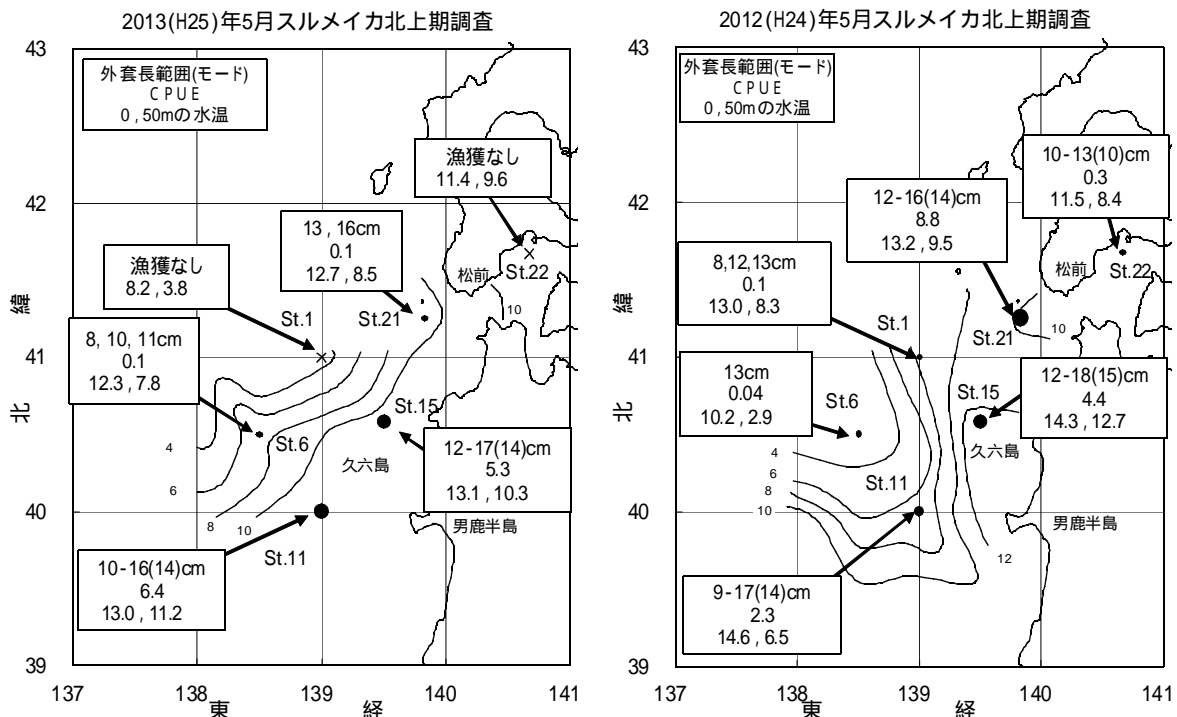 2013(H25)年5月スルメイカ北上期調査
43
42
41
40
39
137
138
139
140
141
北
緯
東 経
外套長範囲(モード)
CPUE
0,50mの水温
漁獲なし
11.4,9.6
13,16cm
0.1
12.7,8.5
漁獲なし
8.2,3.8
8,10,11cm
0.1
12.3,7.8
12-17(14)cm
5.3
13.1,10.3
10-16(14)cm
6.4
13.0,11.2
松前
St.22
St.1
St.21
St.15
St.6
久六島
男鹿半島
St.11
10
4
6
8
10
2012(H24)年5月スルメイカ北上期調査
43
42
41
40
39
137
138
139
140
141
北
緯
東 経
外套長範囲(モード)
CPUE
0,50mの水温
10-13(10)cm
0.3
11.5,8.4
12-16(14)cm
8.8
13.2,9.5
8,12,13cm
0.1
13.0,8.3
13cm
0.04
10.2,2.9
12-18(15)cm
4.4
14.3,12.7
9-17(14)cm
2.3
14.6,6.5
松前
St.22
St.1
St.21
St.15
St.6
久六島
St.11
男鹿半島
10
4
6
8
10
12